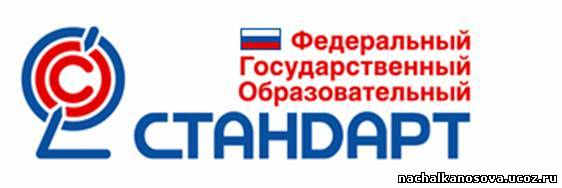 Федеральный
Государственный
Образовательный
СТАНДАРТ
nachalkanosova.ucoz.ru